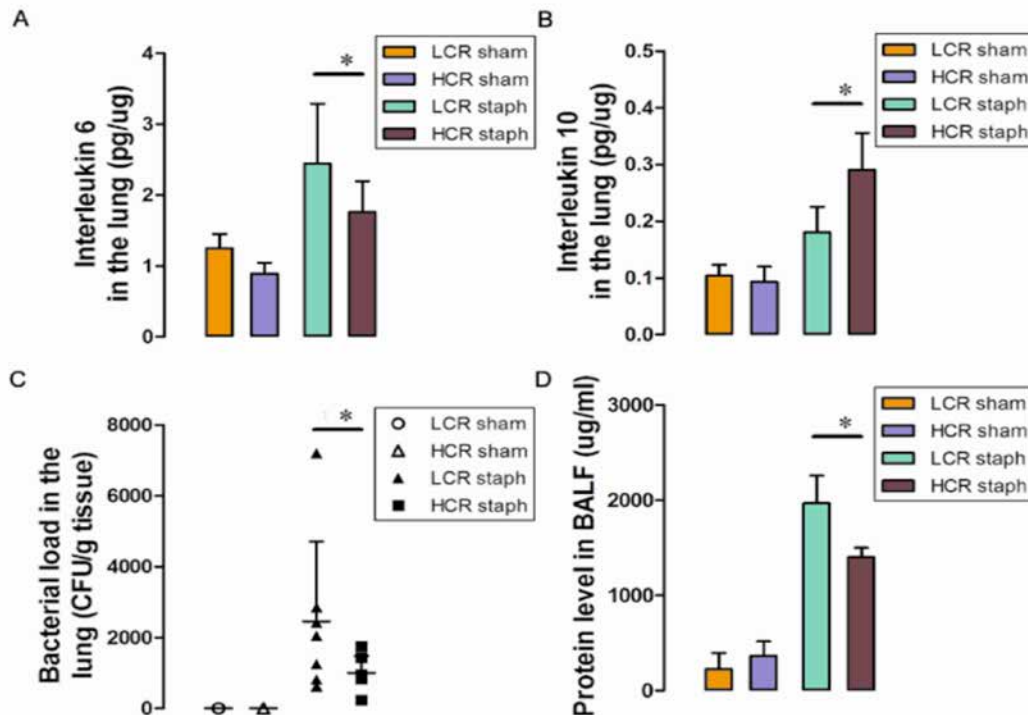 A
Interleukin 6
in the lung (pg/ug)
4
3
2
1
0
*
LCR sham
HCR sham
LCR staph
HCR staph
B
Interleukin 10
in the lung (pg/ug)
0.5
0.4
0.3
0.2
0.1
0.0
*
LCR sham
HCR sham
LCR staph
HCR staph
C
Bacterial load in the
lung (CFU/g tissue)
8000
6000
4000
2000
0
*
LCR sham
HCR sham
LCR staph
HCR staph
D
Protein level in BALF (ug/ml)
3000
2000
1000
0
*
LCR sham
HCR sham
LCR staph
HCR staph